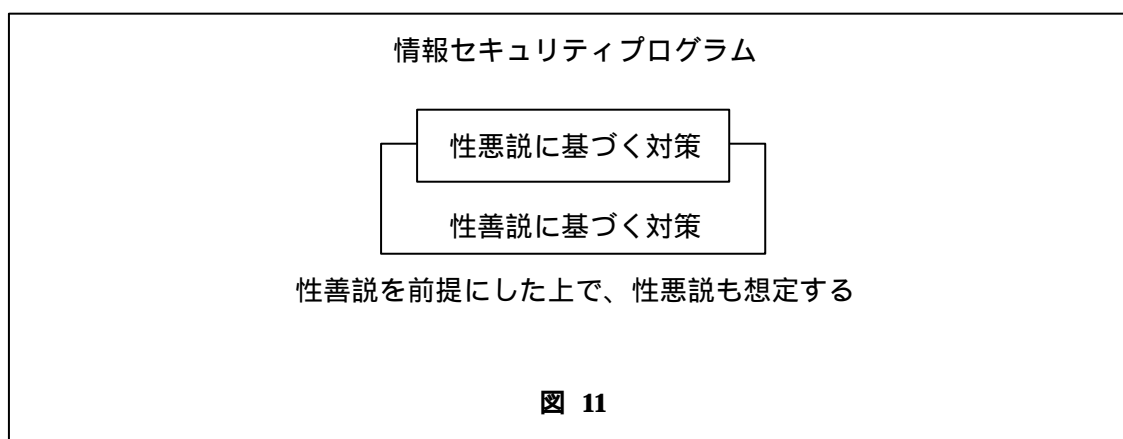 情報セキュリティプログラム
性悪説に基づく対策
性善説に基づく対策
性善説を前提にした上で、性悪説も想定する
図 11